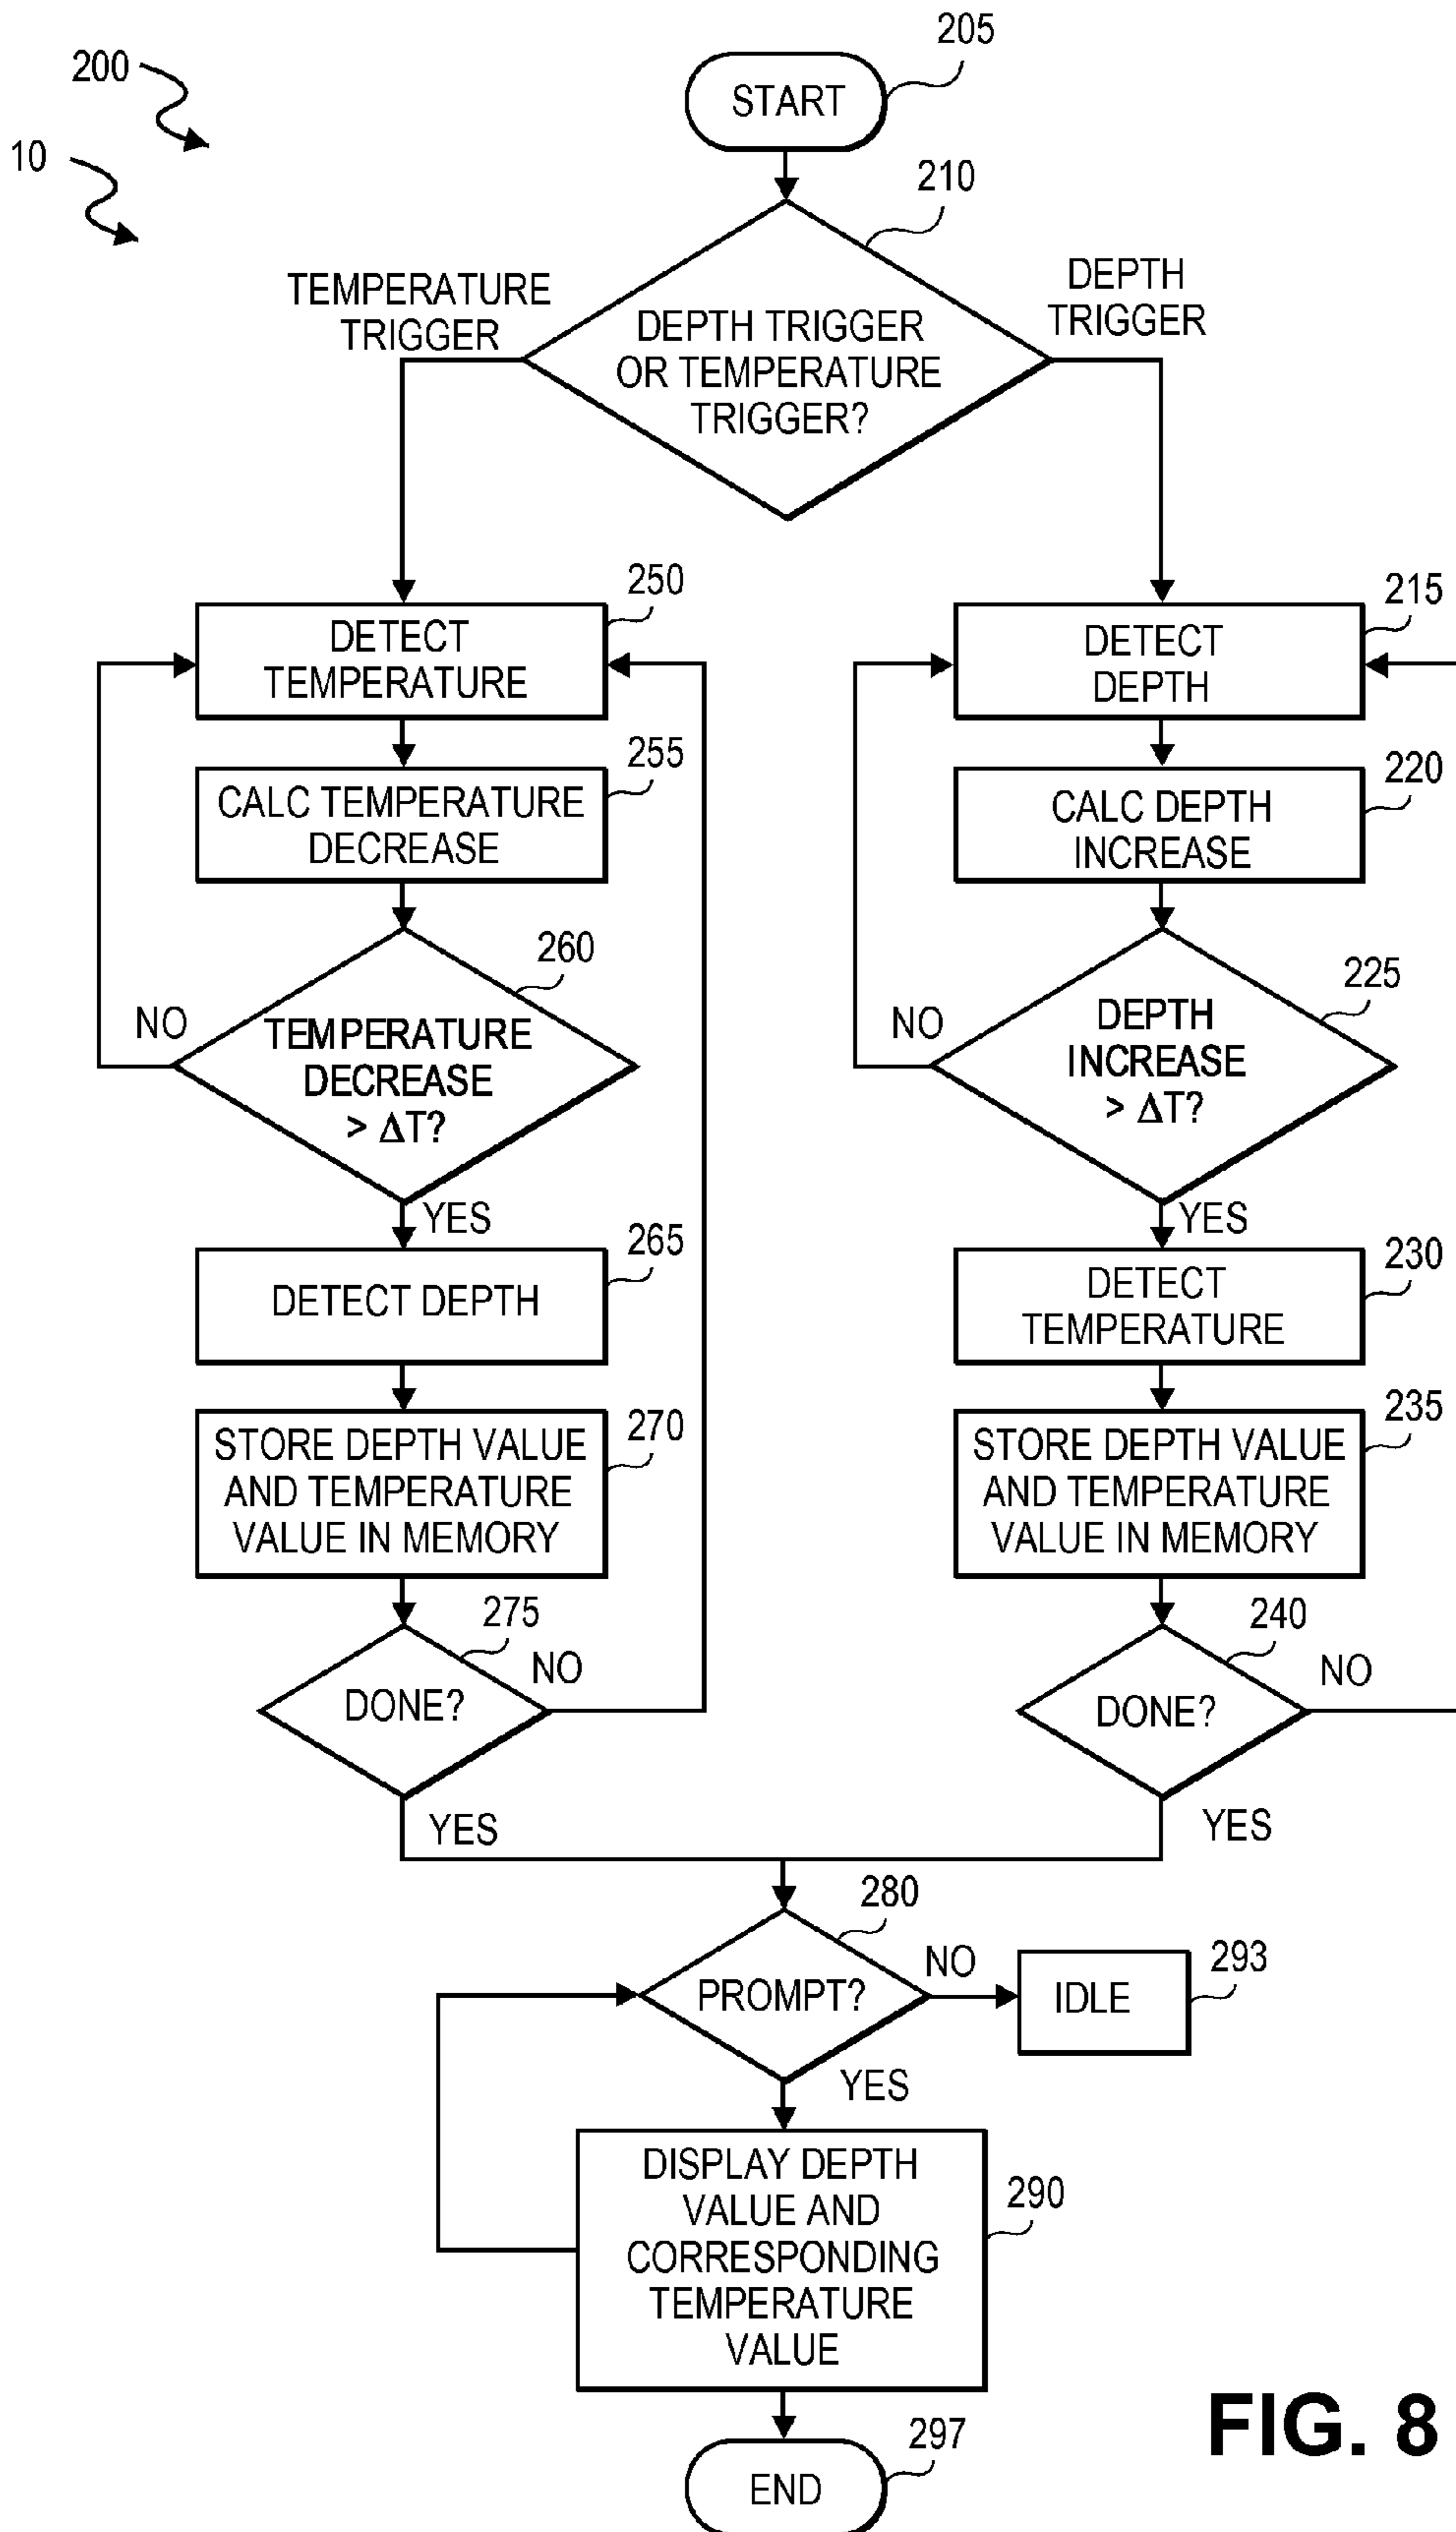 200
10
205
START
210
TEMPERATURE
TRIGGER
DEPTH TRIGGER
OR TEMPERATURE
TRIGGER?
DEPTH
TRIGGER
250
DETECT
TEMPERATURE
215
DETECT
DEPTH
255
CALC TEMPERATURE
DECREASE
220
CALC DEPTH
INCREASE
260
TEMPERATURE
DECREASE
> ΔT?
NO
225
DEPTH
INCREASE
> ΔT?
NO
YES
YES
265
DETECT DEPTH
230
DETECT
TEMPERATURE
270
STORE DEPTH VALUE
AND TEMPERATURE
VALUE IN MEMORY
235
STORE DEPTH VALUE
AND TEMPERATURE
VALUE IN MEMORY
275
DONE?
NO
240
DONE?
NO
YES
YES
280
PROMPT?
NO
293
IDLE
YES
DISPLAY DEPTH
VALUE AND
CORRESPONDING
TEMPERATURE
VALUE
290
297
END
FIG. 8